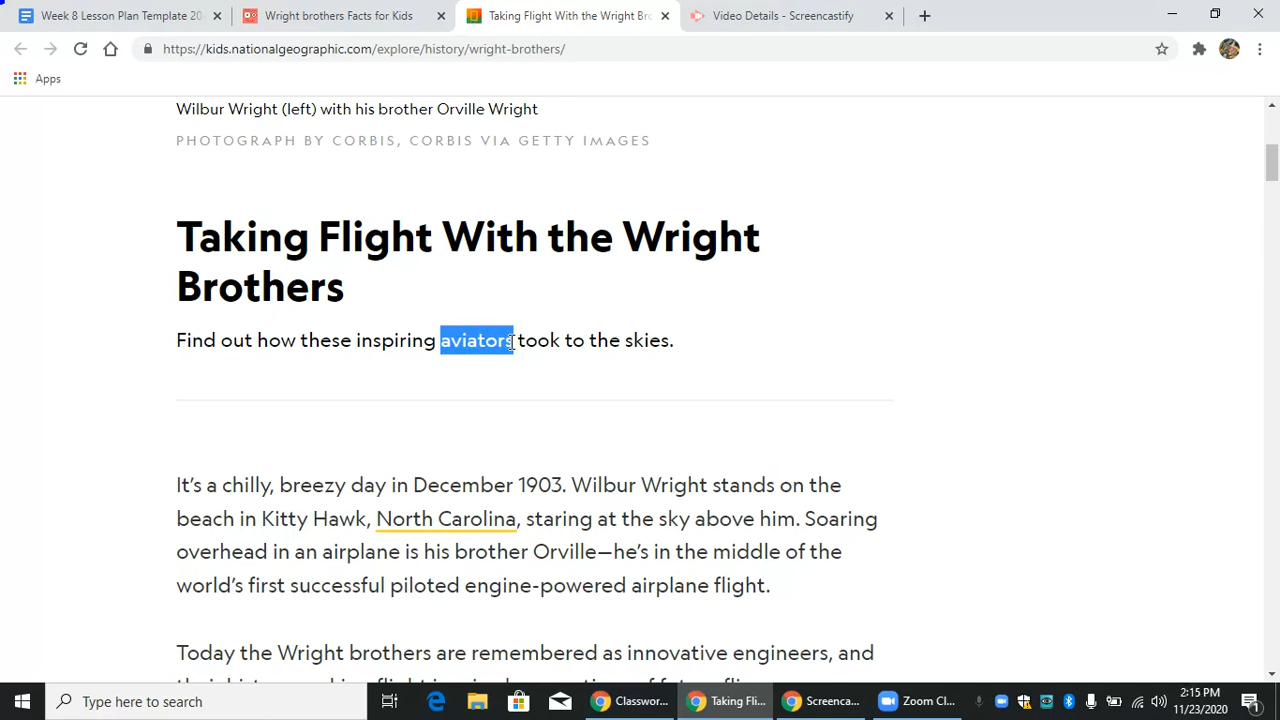 Week 8 Lesson Plan Template 20
Wright brothers Facts for Kids
Taking Flight With the Wright Br
Video Details - Screencastify
https://kids.nationalgeographic.com/explore/history/wright-brothers/
Apps
Wilbur Wright (left) with his brother Orville Wright
PHOTOGRAPH BY CORBIS, CORBIS VIA GETTY IMAGES
Taking Flight With the Wright
Brothers
Find out how these inspiring aviators took to the skies.
It's a chilly, breezy day in December 1903. Wilbur Wright stands on the
beach in Kitty Hawk, North Carolina, staring at the sky above him. Soaring
overhead in an airplane is his brother Orville—he's in the middle of the
world's first successful piloted engine-powered airplane flight.
Today the Wright brothers are remembered as innovative engineers, and
Type here to search
Classwor...
Taking Fli...
Screenca...
Zoom Cl...
2:15 PM
11/23/2020